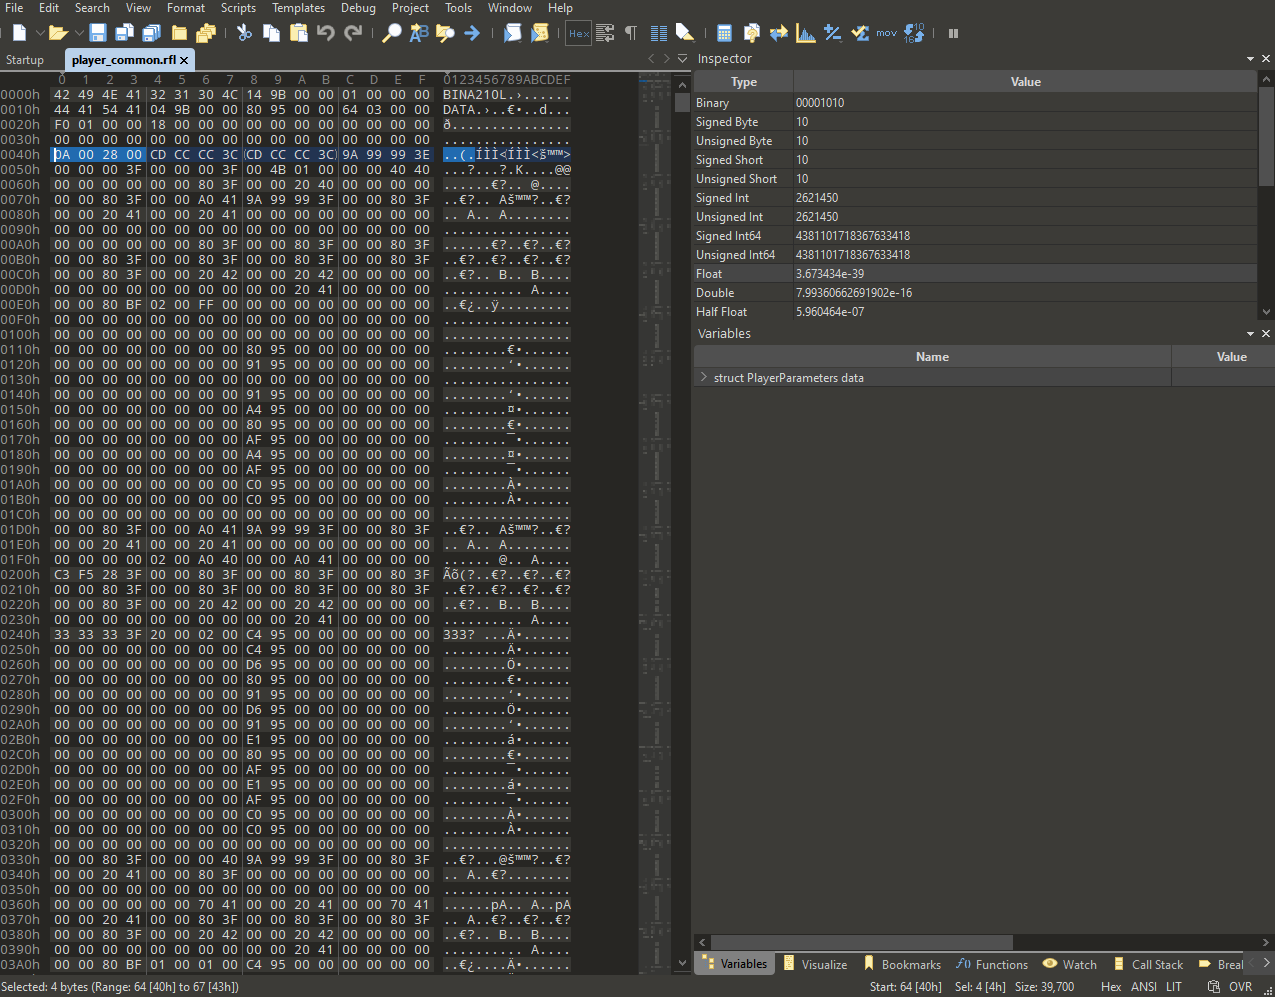 File Edit Search View Format Scripts Templates Debug Project Tools Window Help
Hex mov
Startup player_common.rfl ×
0 1 2 3 4 5 6 7 8 9 A B C D E F 0123456789ABCDEF
0000h 42 49 4E 41 32 31 30 4C 14 9B 00 00 01 00 00 00 BINA210L.›......
0010h 44 41 54 41 04 9B 00 00 80 95 00 00 64 03 00 00 DATA.›..€•..d...
0020h F0 01 00 00 18 00 00 00 00 00 00 00 00 00 00 00 ð...............
0030h 00 00 00 00 00 00 00 00 00 00 00 00 00 00 00 00 ................
0040h 0A 00 28 00 CD CC CC 3C CD CC CC 3C 9A 99 99 3E ..(.ÍÌÌ<ÍÌÌ<š™™>
0050h 00 00 00 3F 00 00 00 3F 00 4B 01 00 00 00 40 40 ...?...?.K....@@
0060h 00 00 00 00 00 00 80 3F 00 00 20 40 00 00 00 00 ......€?.. @....
0070h 00 00 80 3F 00 00 A0 41 9A 99 99 3F 00 00 80 3F ..€?.. Aš™™?..€?
0080h 00 00 20 41 00 00 20 41 00 00 00 00 00 00 00 00 .. A.. A........
0090h 00 00 00 00 00 00 00 00 00 00 00 00 00 00 00 00 ................
00A0h 00 00 00 00 00 00 80 3F 00 00 80 3F 00 00 80 3F ......€?..€?..€?
00B0h 00 00 80 3F 00 00 80 3F 00 00 80 3F 00 00 80 3F ..€?..€?..€?..€?
00C0h 00 00 80 3F 00 00 20 42 00 00 20 42 00 00 00 00 ..€?.. B.. B....
00D0h 00 00 00 00 00 00 00 00 00 00 20 41 00 00 00 00 .......... A....
00E0h 00 00 80 BF 02 00 FF 00 00 00 00 00 00 00 00 00 ..€¿..ÿ.........
00F0h 00 00 00 00 00 00 00 00 00 00 00 00 00 00 00 00 ................
0100h 00 00 00 00 00 00 00 00 00 00 00 00 00 00 00 00 ................
0110h 00 00 00 00 00 00 00 00 80 95 00 00 00 00 00 00 ........€•......
0120h 00 00 00 00 00 00 00 00 91 95 00 00 00 00 00 00 ........‘•......
0130h 00 00 00 00 00 00 00 00 00 00 00 00 00 00 00 00 ................
0140h 00 00 00 00 00 00 00 00 91 95 00 00 00 00 00 00 ........‘•......
0150h 00 00 00 00 00 00 00 00 A4 95 00 00 00 00 00 00 ........¤•......
0160h 00 00 00 00 00 00 00 00 80 95 00 00 00 00 00 00 ........€•......
0170h 00 00 00 00 00 00 00 00 AF 95 00 00 00 00 00 00 ........¯•......
0180h 00 00 00 00 00 00 00 00 A4 95 00 00 00 00 00 00 ........¤•......
0190h 00 00 00 00 00 00 00 00 AF 95 00 00 00 00 00 00 ........¯•......
01A0h 00 00 00 00 00 00 00 00 C0 95 00 00 00 00 00 00 ........À•......
01B0h 00 00 00 00 00 00 00 00 C0 95 00 00 00 00 00 00 ........À•......
01C0h 00 00 00 00 00 00 00 00 00 00 00 00 00 00 00 00 ................
01D0h 00 00 80 3F 00 00 A0 41 9A 99 99 3F 00 00 80 3F ..€?.. Aš™™?..€?
01E0h 00 00 20 41 00 00 20 41 00 00 00 00 00 00 00 00 .. A.. A........
01F0h 00 00 00 00 02 00 A0 40 00 00 A0 41 00 00 00 00 ...... @.. A....
0200h C3 F5 28 3F 00 00 80 3F 00 00 80 3F 00 00 80 3F Ãõ(?..€?..€?..€?
0210h 00 00 80 3F 00 00 80 3F 00 00 80 3F 00 00 80 3F ..€?..€?..€?..€?
0220h 00 00 80 3F 00 00 20 42 00 00 20 42 00 00 00 00 ..€?.. B.. B....
0230h 00 00 00 00 00 00 00 00 00 00 20 41 00 00 00 00 .......... A....
0240h 33 33 33 3F 20 00 02 00 C4 95 00 00 00 00 00 00 333? ...Ä•......
0250h 00 00 00 00 00 00 00 00 C4 95 00 00 00 00 00 00 ........Ä•......
0260h 00 00 00 00 00 00 00 00 D6 95 00 00 00 00 00 00 ........Ö•......
0270h 00 00 00 00 00 00 00 00 80 95 00 00 00 00 00 00 ........€•......
0280h 00 00 00 00 00 00 00 00 91 95 00 00 00 00 00 00 ........‘•......
0290h 00 00 00 00 00 00 00 00 D6 95 00 00 00 00 00 00 ........Ö•......
02A0h 00 00 00 00 00 00 00 00 91 95 00 00 00 00 00 00 ........‘•......
02B0h 00 00 00 00 00 00 00 00 E1 95 00 00 00 00 00 00 ........á•......
02C0h 00 00 00 00 00 00 00 00 80 95 00 00 00 00 00 00 ........€•......
02D0h 00 00 00 00 00 00 00 00 AF 95 00 00 00 00 00 00 ........¯•......
02E0h 00 00 00 00 00 00 00 00 E1 95 00 00 00 00 00 00 ........á•......
02F0h 00 00 00 00 00 00 00 00 AF 95 00 00 00 00 00 00 ........¯•......
0300h 00 00 00 00 00 00 00 00 C0 95 00 00 00 00 00 00 ........À•......
0310h 00 00 00 00 00 00 00 00 C0 95 00 00 00 00 00 00 ........À•......
0320h 00 00 00 00 00 00 00 00 00 00 00 00 00 00 00 00 ................
0330h 00 00 80 3F 00 00 00 40 9A 99 99 3F 00 00 80 3F ..€?...@š™™?..€?
0340h 00 00 20 41 00 00 80 3F 00 00 00 00 00 00 00 00 .. A..€?........
0350h 00 00 00 00 00 00 00 00 00 00 00 00 00 00 00 00 ................
0360h 00 00 00 00 00 00 70 41 00 00 20 41 00 00 70 41 ......pA.. A..pA
0370h 00 00 20 41 00 00 80 3F 00 00 80 3F 00 00 80 3F .. A..€?..€?..€?
0380h 00 00 80 3F 00 00 20 42 00 00 20 42 00 00 00 00 ..€?.. B.. B....
0390h 00 00 00 00 00 00 00 00 00 00 20 41 00 00 00 00 .......... A....
03A0h 00 00 80 BF 01 00 01 00 C4 95 00 00 00 00 00 00 ..€¿....Ä•......
Inspector
Type Value
Binary 00001010
Signed Byte 10
Unsigned Byte 10
Signed Short 10
Unsigned Short 10
Signed Int 2621450
Unsigned Int 2621450
Signed Int64 4381101718367633418
Unsigned Int64 4381101718367633418
Float 3.673434e-39
Double 7.99360662691902e-16
Half Float 5.960464e-07
Variables
Name Value
struct PlayerParameters data
Variables Visualize Bookmarks Functions Watch Call Stack Break
Selected: 4 bytes (Range: 64 [40h] to 67 [43h]) Start: 64 [40h] Sel: 4 [4h] Size: 39,700 Hex ANSI LIT OVR